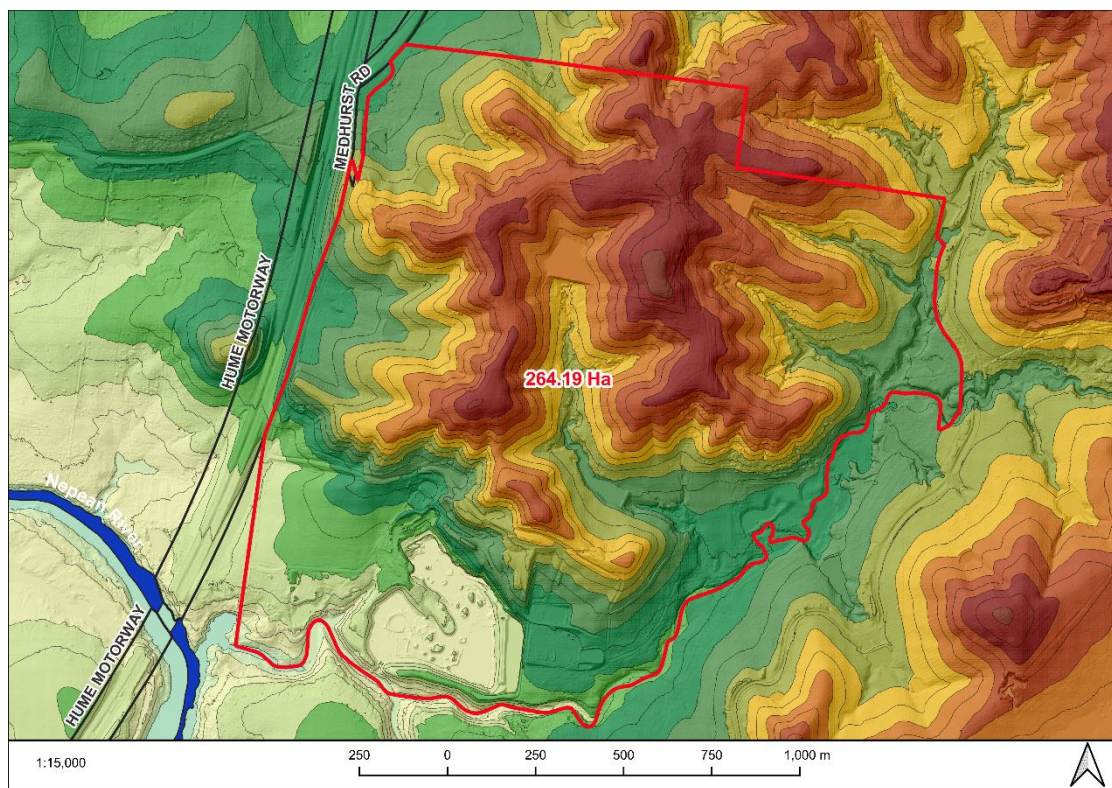 MEDHURST RD
HUME MOTORWAY
264.19 Ha
Nepean River
HUME MOTORWAY
1:15,000
250 0 250 500 750 1,000 m